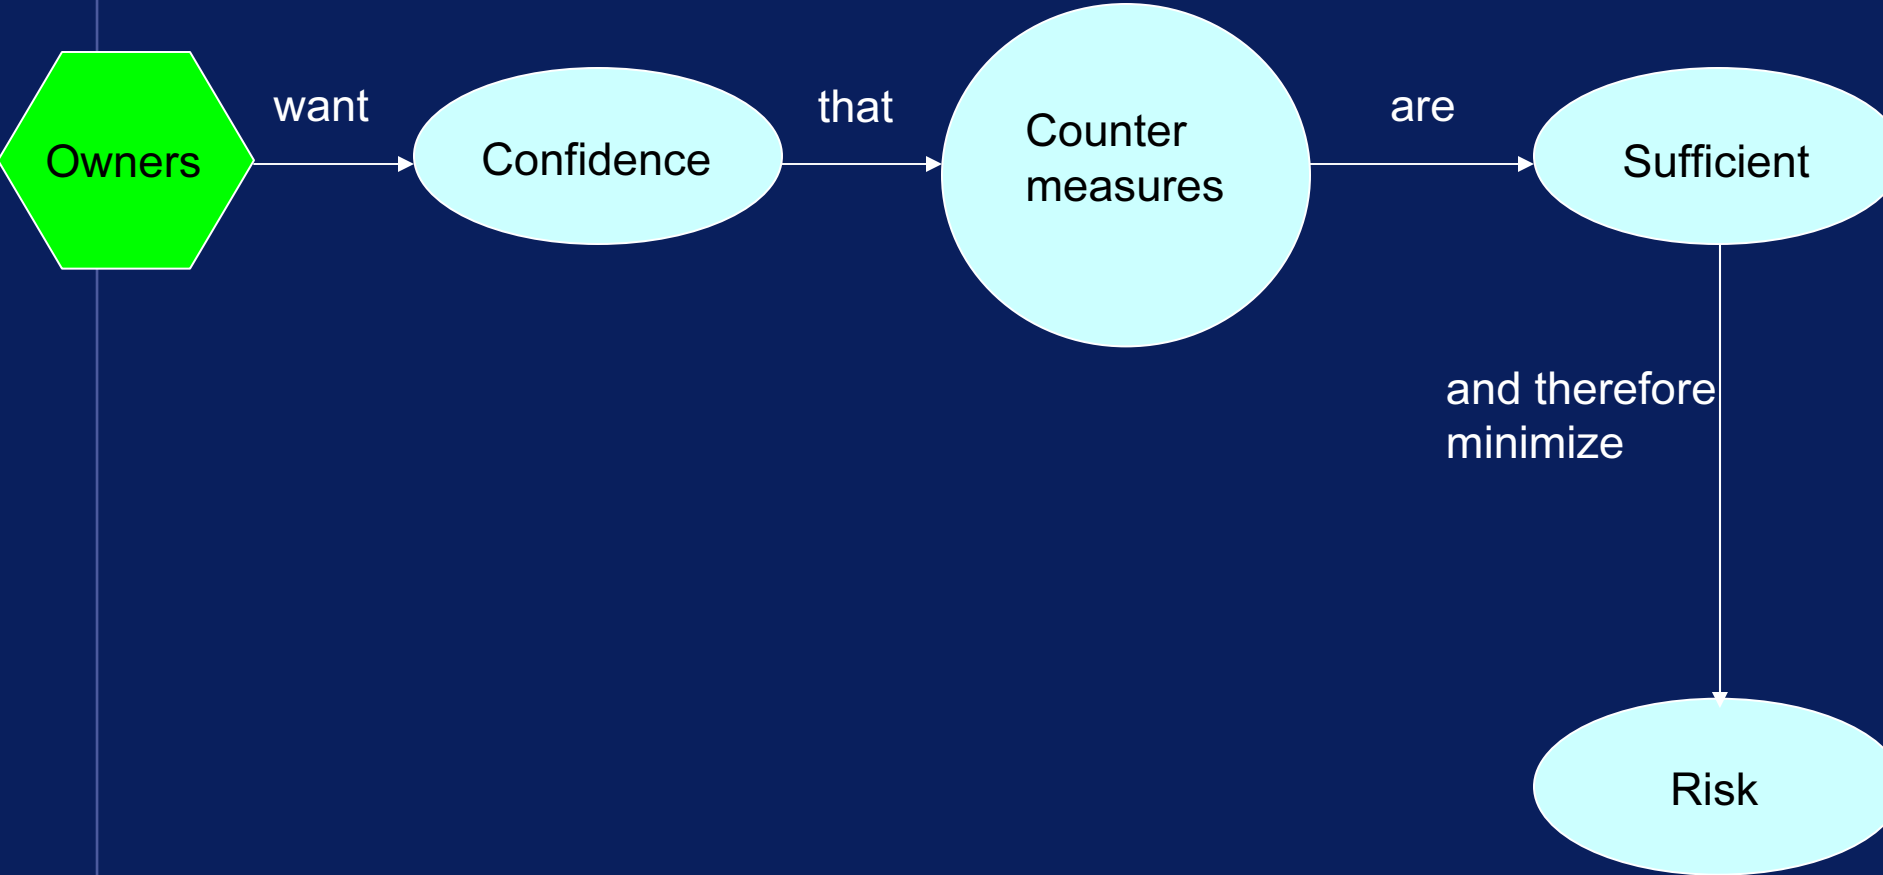 Owners
want
Confidence
that
Counter
measures
are
Sufficient
and therefore
minimize
Risk